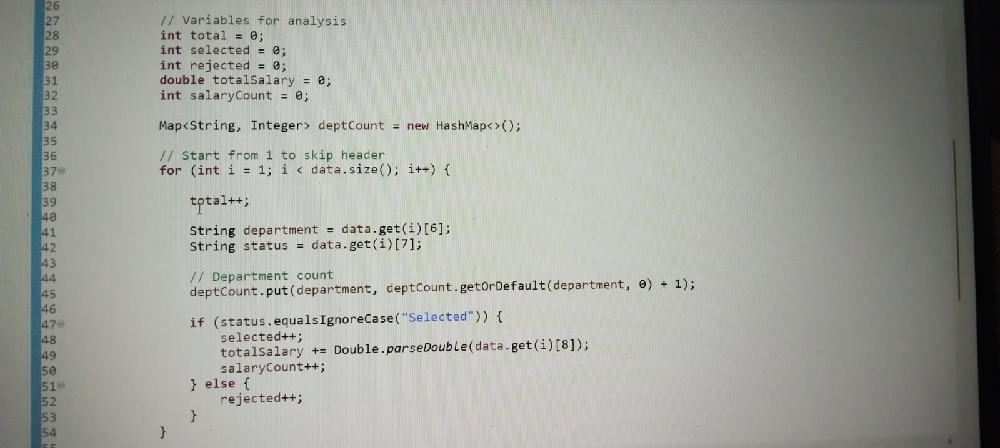 26
27 // Variables for analysis
28 int total = 0;
29 int selected = 0;
30 int rejected = 0;
31 double totalSalary = 0;
32 int salaryCount = 0;
33
34 Map<String, Integer> deptCount = new HashMap<>();
35
36 // Start from 1 to skip header
37 for (int i = 1; i < data.size(); i++) {
38
39 total++;
40
41 String department = data.get(i)[6];
42 String status = data.get(i)[7];
43
44 // Department count
45 deptCount.put(department, deptCount.getOrDefault(department, 0) + 1);
46
47 if (status.equalsIgnoreCase("Selected")) {
48 selected++;
49 totalSalary += Double.parseDouble(data.get(i)[8]);
50 salaryCount++;
51 } else {
52 rejected++;
53 }
54 }